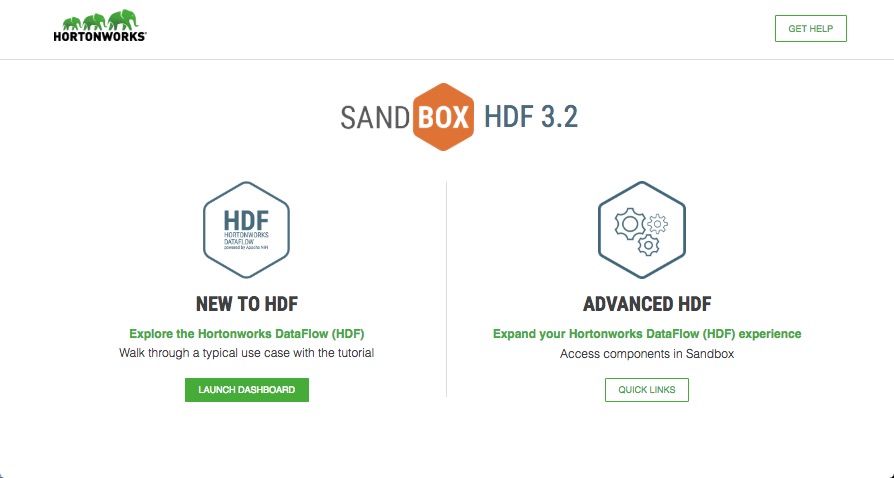 HORTONWORKS
GET HELP
SANDBOX HDF 3.2
HDF
HORTONWORKS
DATAFLOW
powered by Apache NiFi
NEW TO HDF
Explore the Hortonworks DataFlow (HDF)
Walk through a typical use case with the tutorial
LAUNCH DASHBOARD
ADVANCED HDF
Expand your Hortonworks DataFlow (HDF) experience
Access components in Sandbox
QUICK LINKS